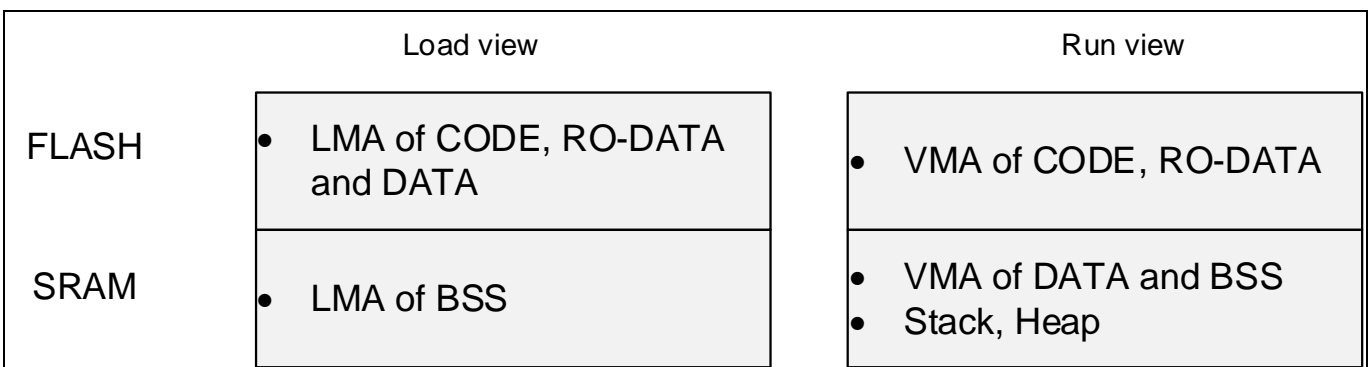 Load view
Run view
FLASH
• LMA of CODE, RO-DATA
and DATA
• VMA of CODE, RO-DATA
SRAM
• LMA of BSS
• VMA of DATA and BSS
• Stack, Heap